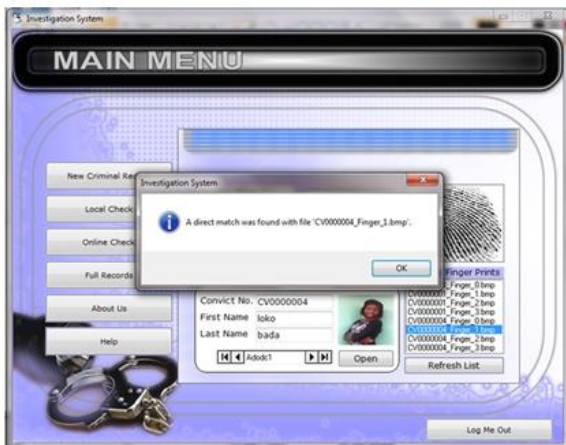 Investigation System
MAIN MENU
New Criminal Re
Local Check
Online Check
Full Records
About Us
Help
Investigation System
A direct match was found with file 'CV0000004_Finger_1.bmp'.
OK
Convict No. CV0000004
First Name loko
Last Name bada
Adodc1
Open
Finger Prints
CV0000001_Finger_0.bmp
CV0000001_Finger_1.bmp
CV0000001_Finger_2.bmp
CV0000001_Finger_3.bmp
CV0000004_Finger_0.bmp
CV0000004_Finger_1.bmp
CV0000004_Finger_2.bmp
CV0000004_Finger_3.bmp
Refresh List
Log Me Out